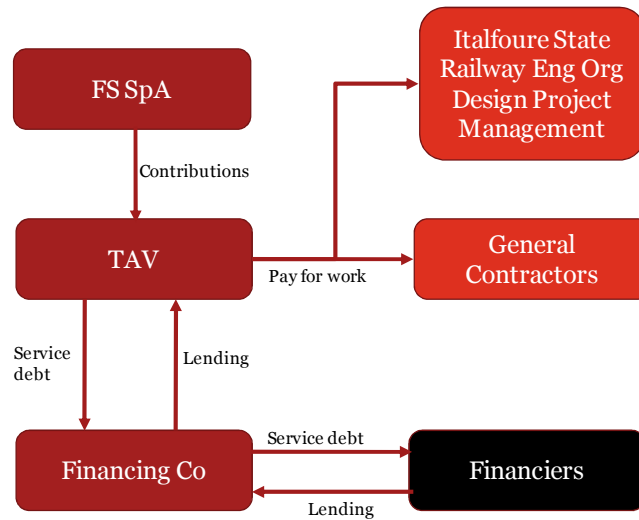 FS SpA
Italfoure State
Railway Eng Org
Design Project
Management
Contributions
TAV
Pay for work
General
Contractors
Service
debt
Lending
Financing Co
Service debt
Lending
Financiers